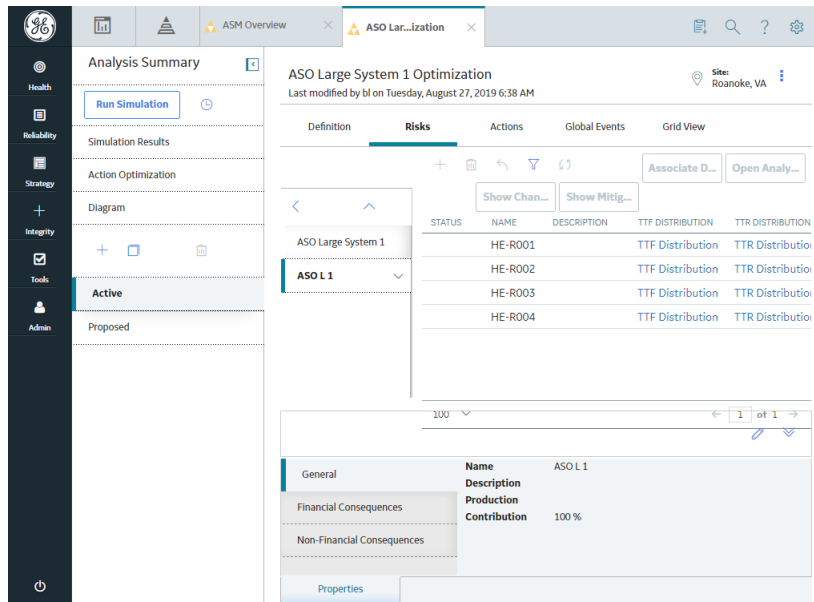 ASM Overview
ASO Lar...ization
Health
Reliability
Strategy
Integrity
Tools
Admin
Analysis Summary
Run Simulation
Simulation Results
Action Optimization
Diagram
Active
Proposed
ASO Large System 1 Optimization
Last modified by bl on Tuesday, August 27, 2019 6:38 AM
Site:
Roanoke, VA
Definition Risks Actions Global Events Grid View
Associate D... Open Analy...
Show Chan... Show Mitig...
ASO Large System 1
ASO L 1
STATUS NAME DESCRIPTION TTF DISTRIBUTION TTR DISTRIBUTION
HE-R001 TTF Distribution TTR Distributio
HE-R002 TTF Distribution TTR Distributio
HE-R003 TTF Distribution TTR Distributio
HE-R004 TTF Distribution TTR Distributio
100 1 of 1
General
Financial Consequences
Non-Financial Consequences
Name ASO L 1
Description
Production
Contribution 100 %
Properties